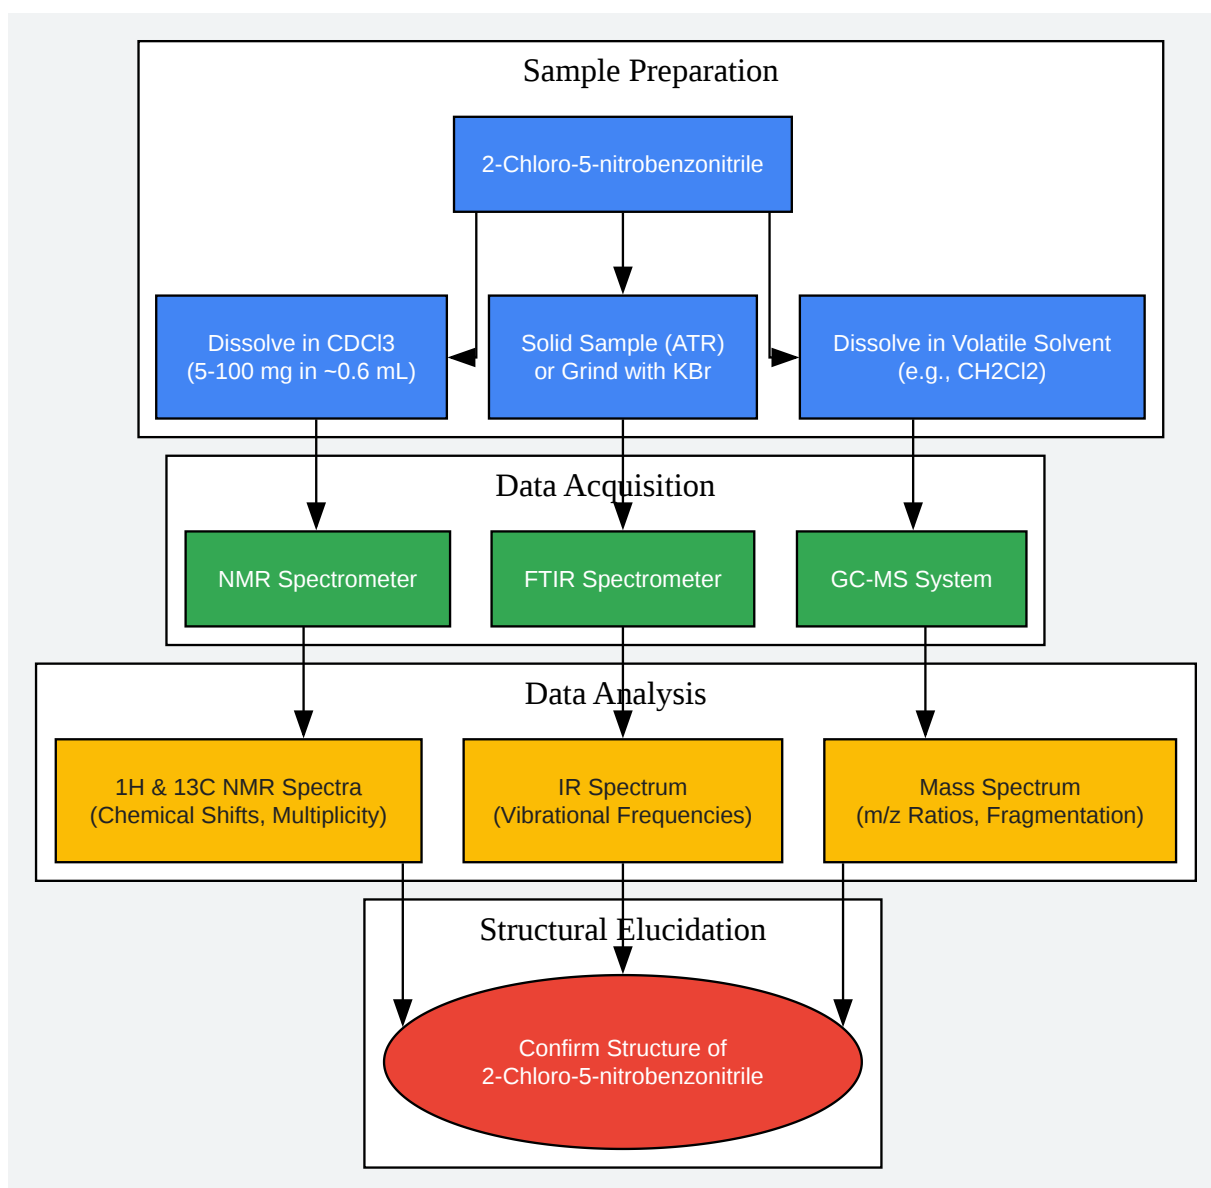 Sample Preparation
2-Chloro-5-nitrobenzonitrile
Dissolve in CDCl3
(5-100 mg in ~0.6 mL)
Solid Sample (ATR)
or Grind with KBr
Dissolve in Volatile Solvent
(e.g., CH2Cl2)
Data Acquisition
NMR Spectrometer
FTIR Spectrometer
GC-MS System
Data Analysis
1H & 13C NMR Spectra
(Chemical Shifts, Multiplicity)
IR Spectrum
(Vibrational Frequencies)
Mass Spectrum
(m/z Ratios, Fragmentation)
Structural Elucidation
Confirm Structure of
2-Chloro-5-nitrobenzonitrile